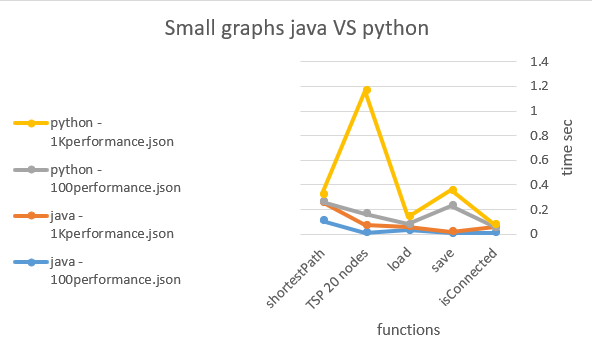 Small graphs java VS python
python -
1Kperformance.json
python -
100performance.json
java -
1Kperformance.json
java -
100performance.json
1.4
1.2
1
0.8
0.6
0.4
0.2
0
time sec
shortestPath
TSP 20 nodes
load
save
isConnected
functions